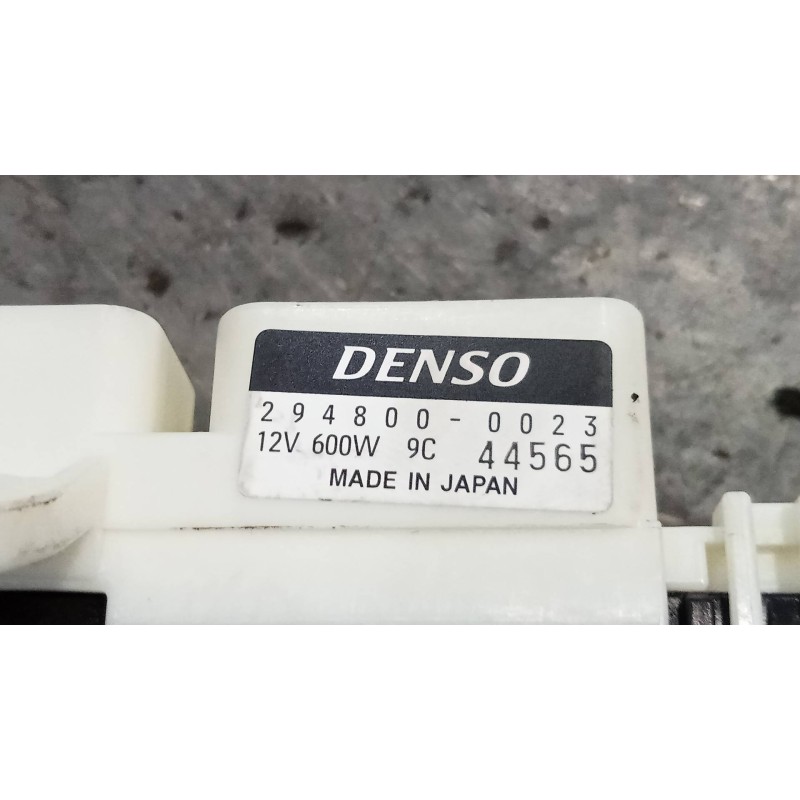 DENSO
294800-0023
12V 600W 9C 44565
MADE IN JAPAN